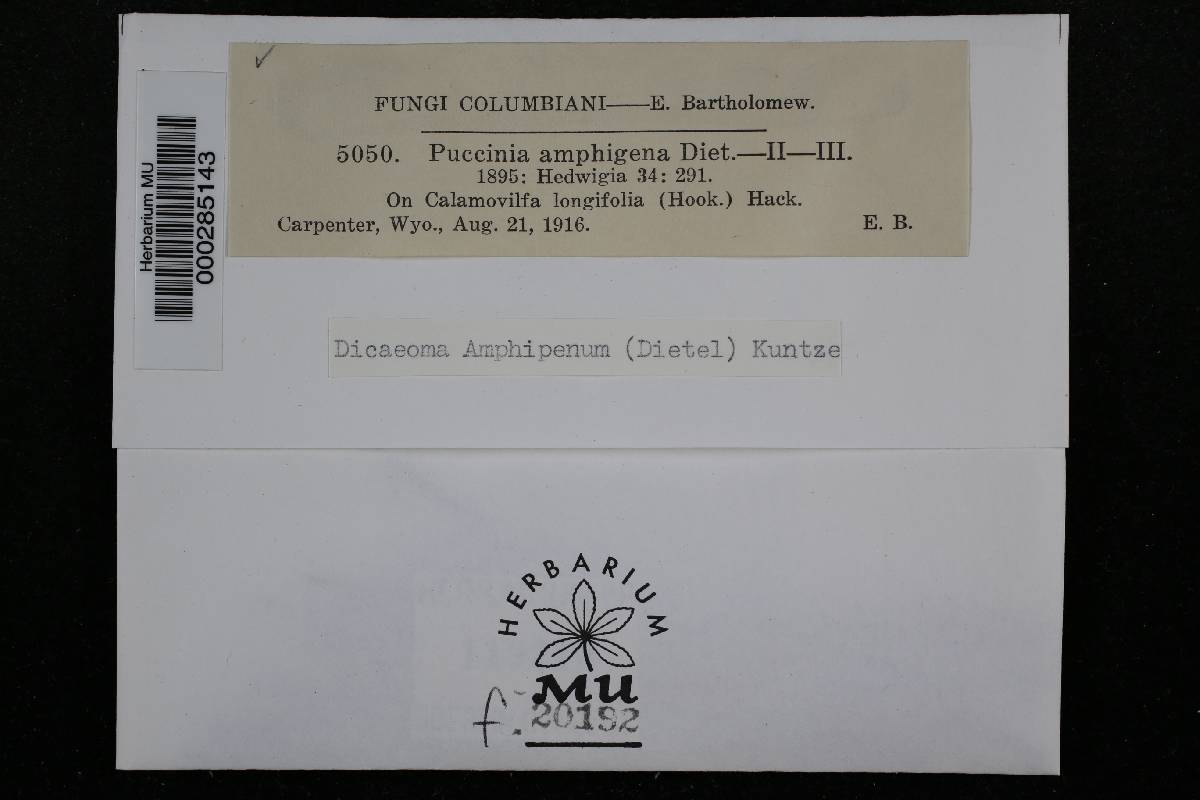 FUNGI COLUMBIANI——E. Bartholomew.
5050. Puccinia amphigena Diet.—II—III.
1895: Hedwigia 34: 291.
On Calamovilfa longifolia (Hook.) Hack.
Carpenter, Wyo., Aug. 21, 1916. E. B.
Herbarium MU
000285143
Dicaeoma Amphipenum (Dietel) Kuntze
HERBARIUM
MU
f. 20192